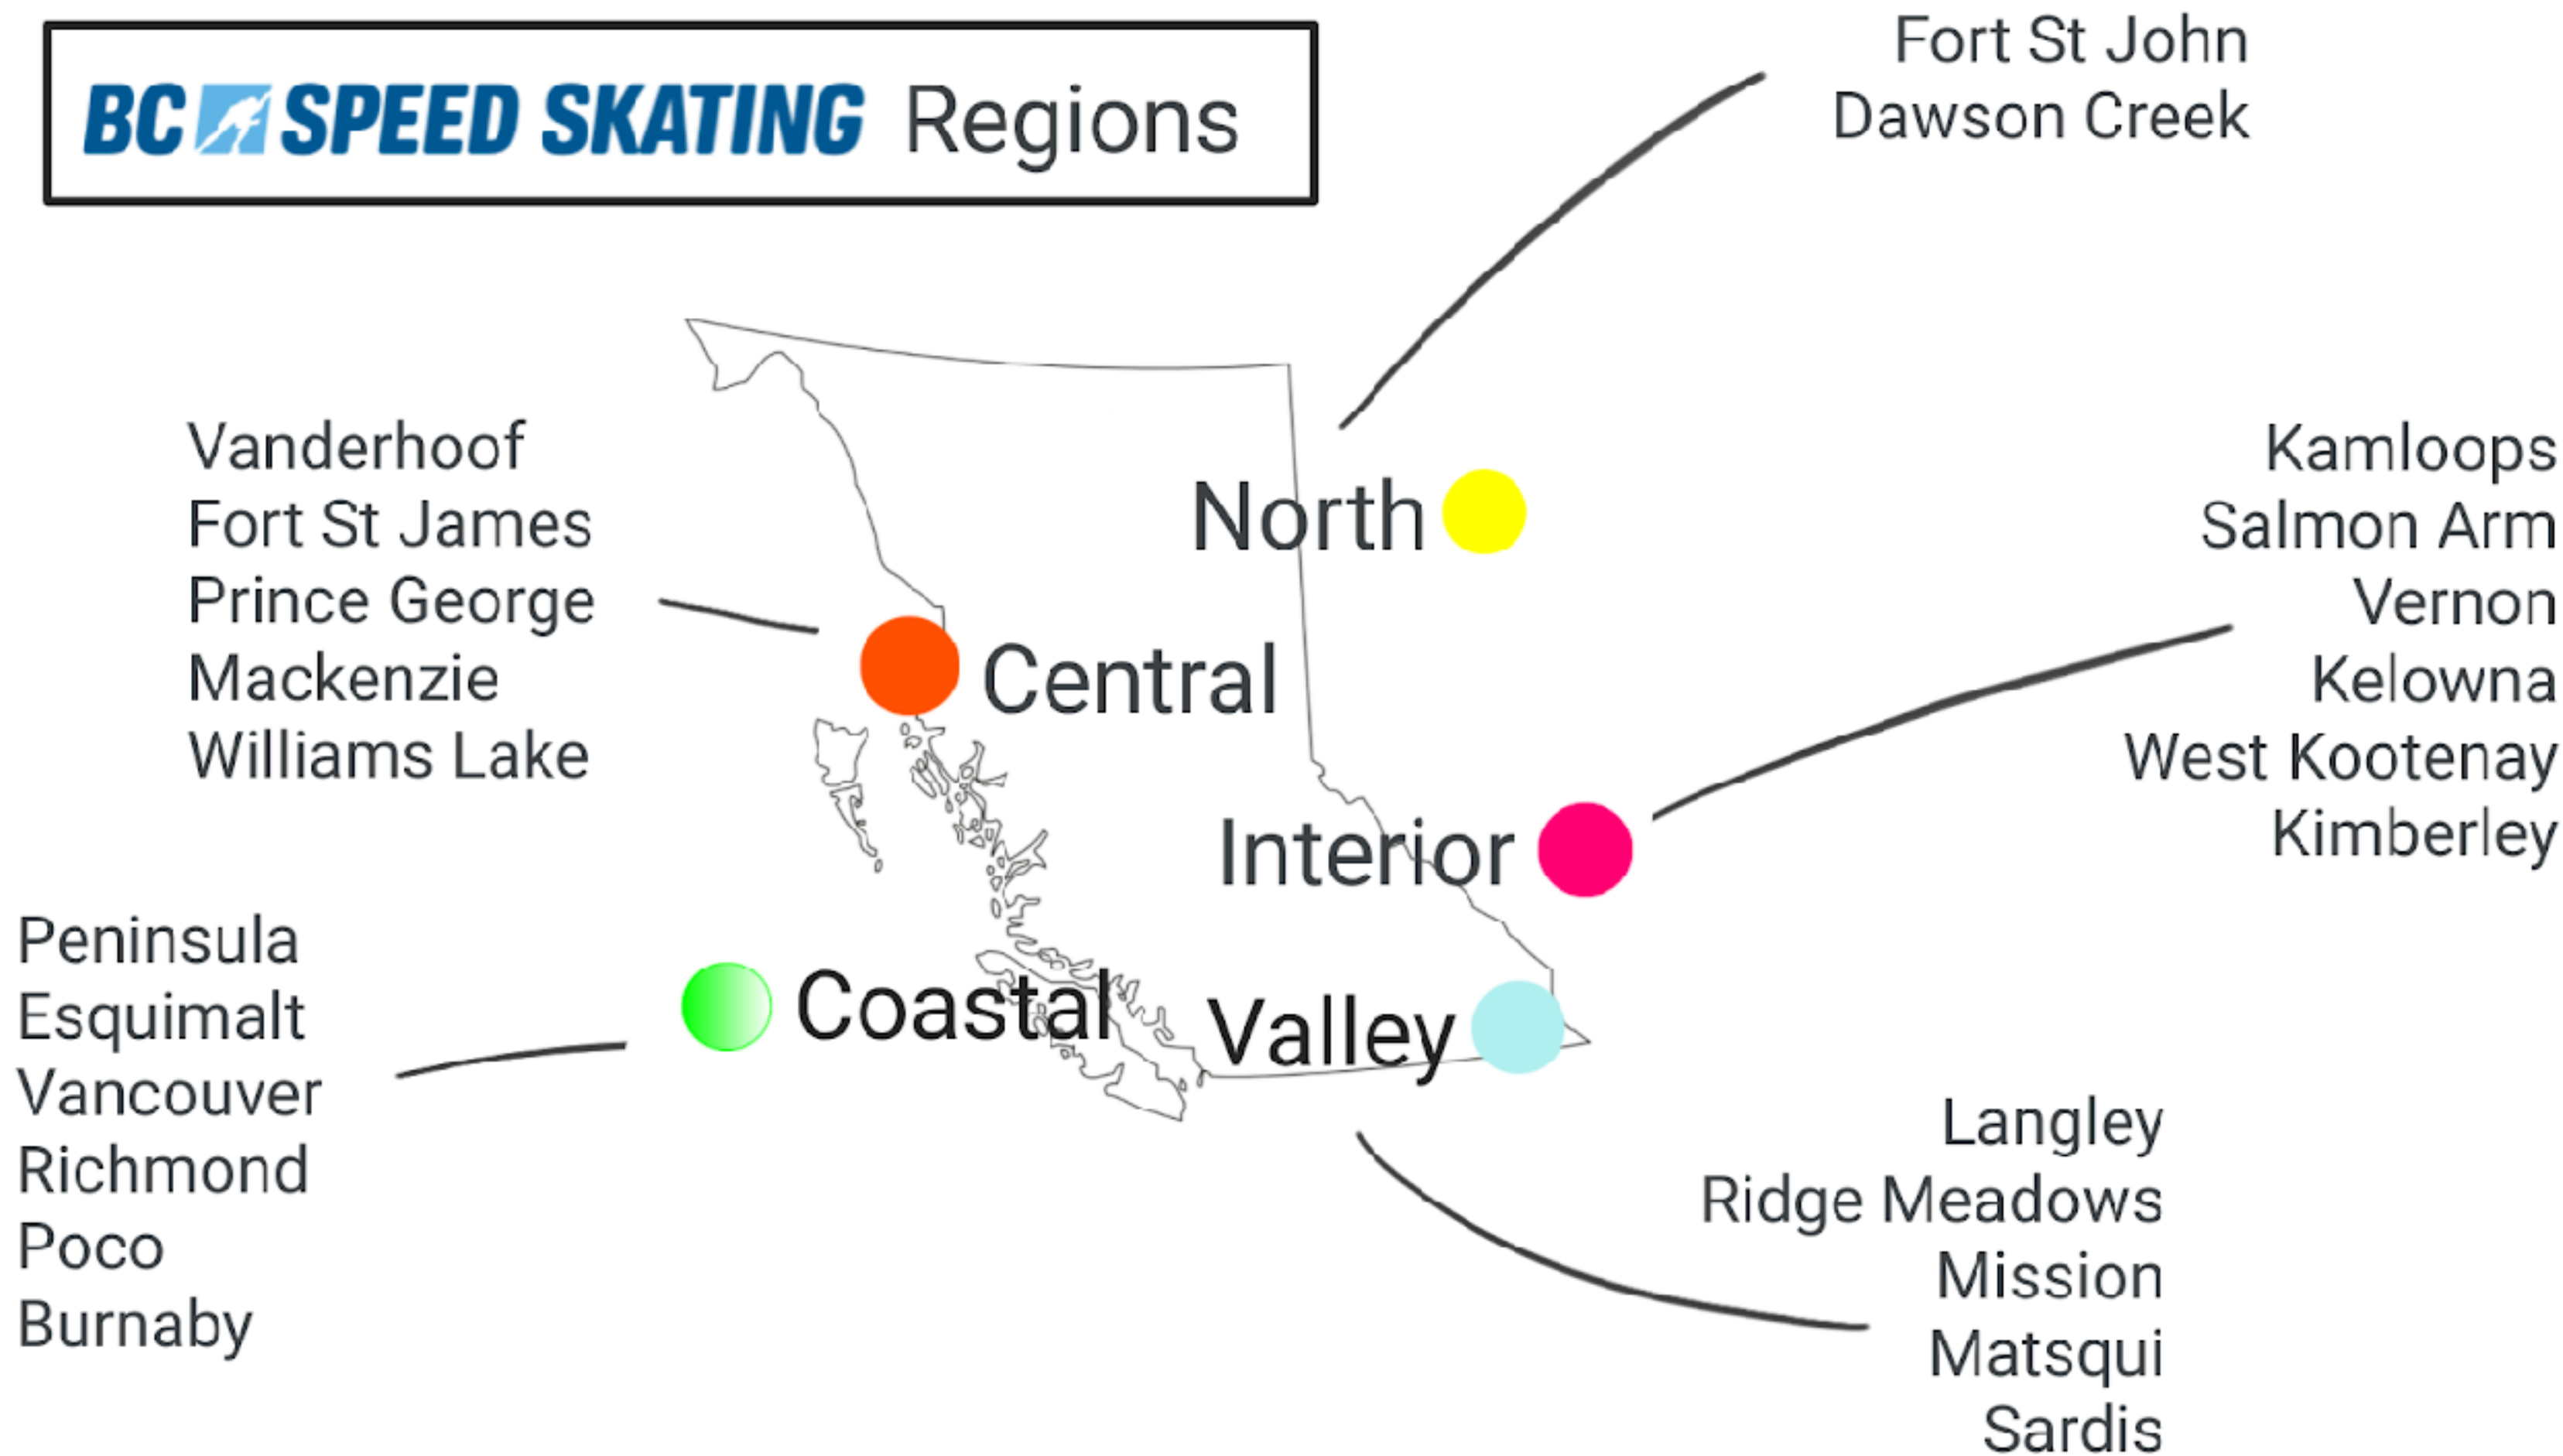 BC SPEED SKATING Regions
Fort St John
Dawson Creek
North
Vanderhoof
Fort St James
Prince George
Mackenzie
Williams Lake
Central
Kamloops
Salmon Arm
Vernon
Kelowna
West Kootenay
Kimberley
Interior
Peninsula
Esquimalt
Vancouver
Richmond
Poco
Burnaby
Coastal
Valley
Langley
Ridge Meadows
Mission
Matsqui
Sardis